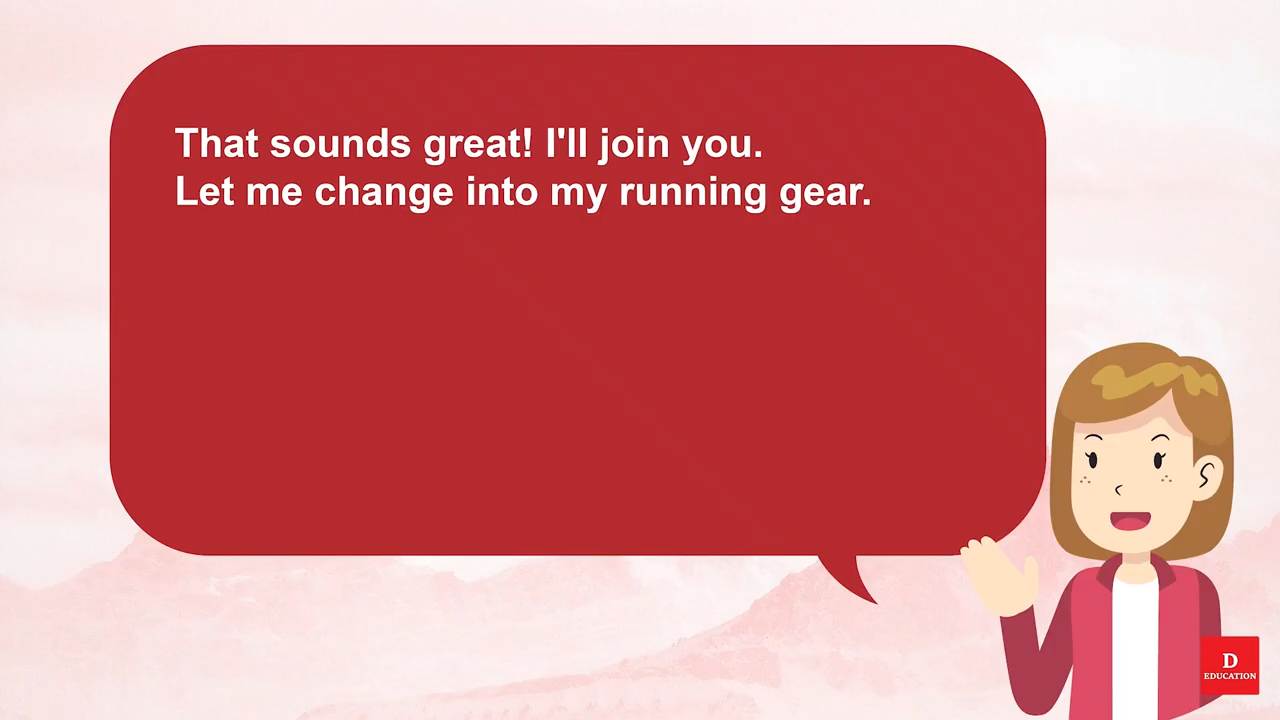 That sounds great! I'll join you.
Let me change into my running gear.
D
EDUCATION